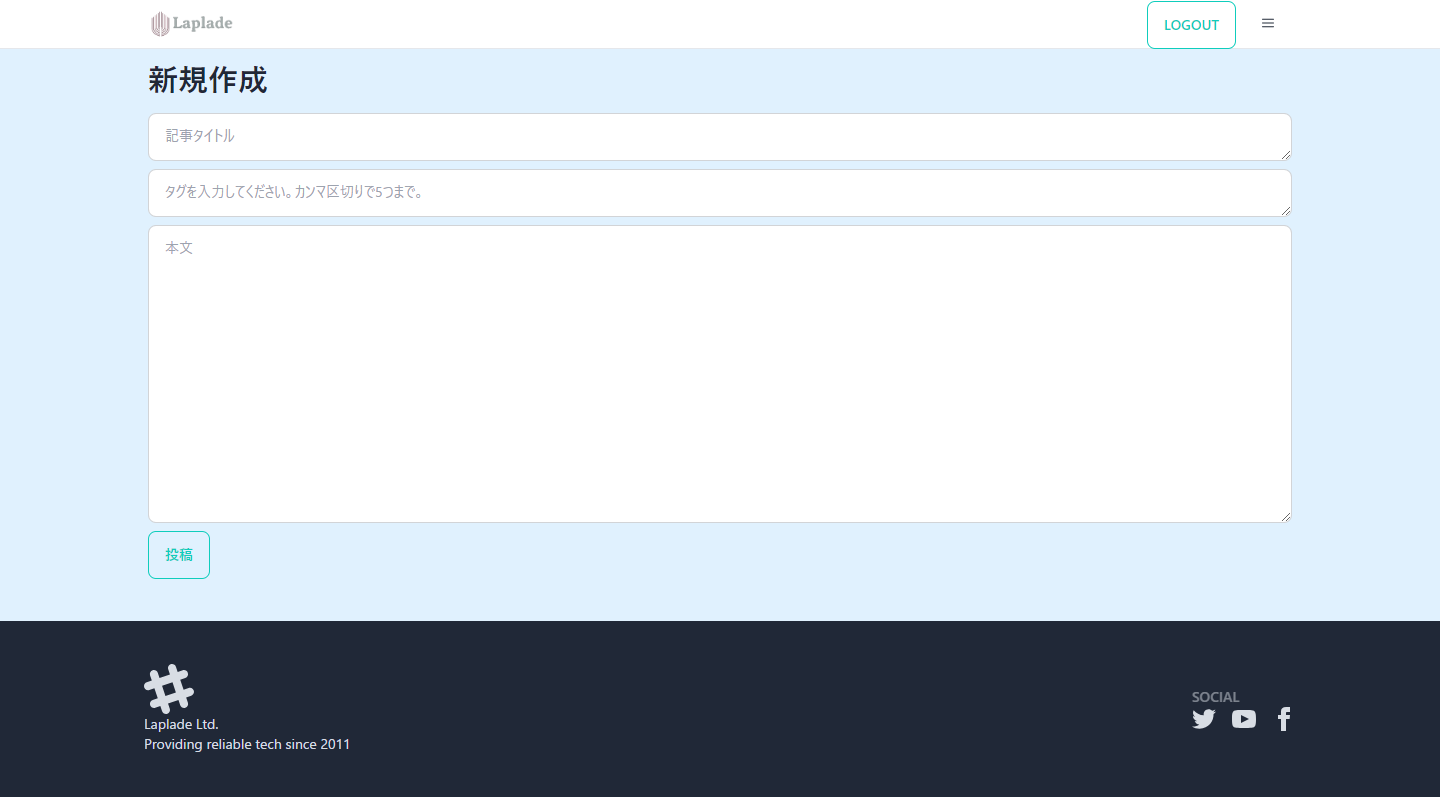 Laplade
LOGOUT
新規作成
記事タイトル
タグを入力してください。カンマ区切りで5つまで。
本文
投稿
SOCIAL
Laplade Ltd.
Providing reliable tech since 2011